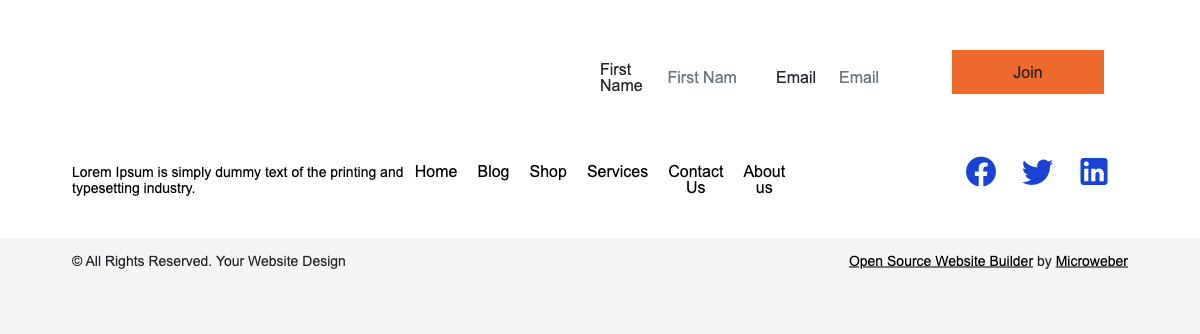 First
Name
First Nam
Email
Email
Join
Lorem Ipsum is simply dummy text of the printing and
typesetting industry.
Home
Blog
Shop
Services
Contact
Us
About
us
© All Rights Reserved. Your Website Design
Open Source Website Builder by Microweber